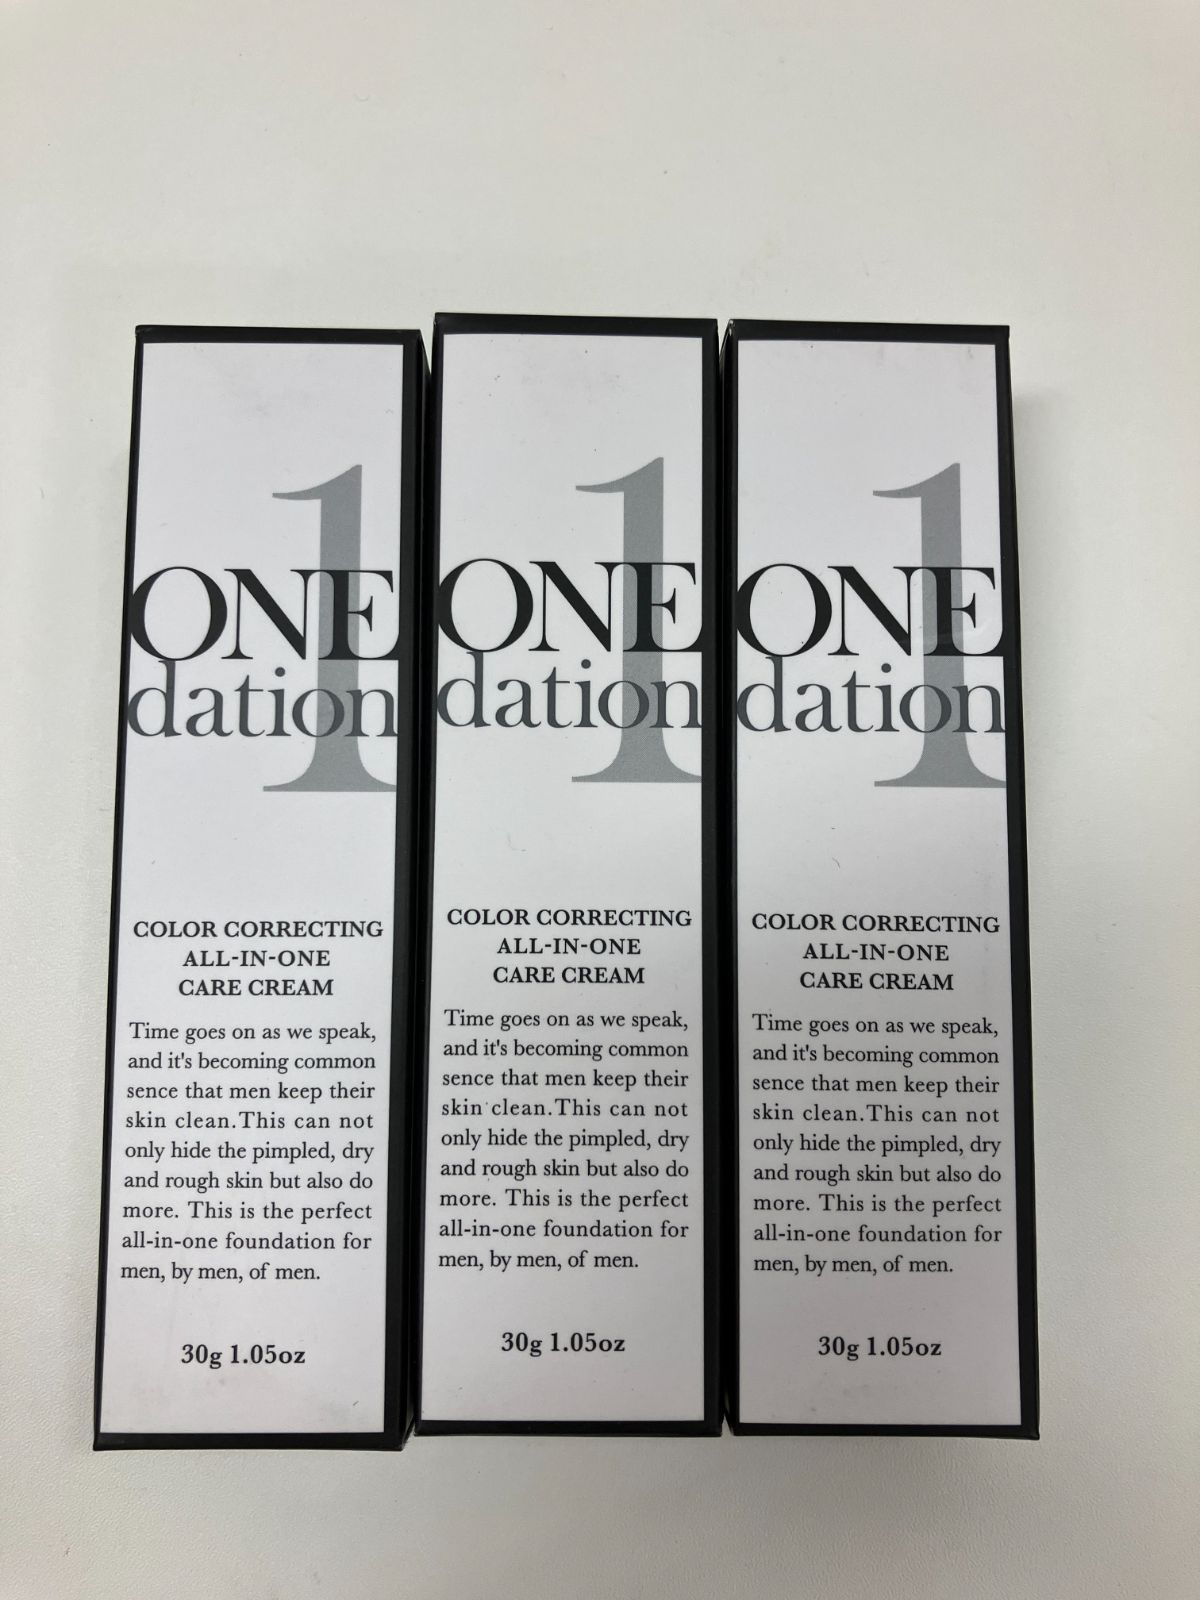 1
ONE
dation
COLOR CORRECTING
ALL-IN-ONE
CARE CREAM
Time goes on as we speak,
and it's becoming common
sence that men keep their
skin clean.This can not
only hide the pimpled, dry
and rough skin but also do
more. This is the perfect
all-in-one foundation for
men, by men, of men.
30g 1.05oz
1
ONE
dation
COLOR CORRECTING
ALL-IN-ONE
CARE CREAM
Time goes on as we speak,
and it's becoming common
sence that men keep their
skin clean.This can not
only hide the pimpled, dry
and rough skin but also do
more. This is the perfect
all-in-one foundation for
men, by men, of men.
30g 1.05oz
1
ONE
dation
COLOR CORRECTING
ALL-IN-ONE
CARE CREAM
Time goes on as we speak,
and it's becoming common
sence that men keep their
skin clean.This can not
only hide the pimpled, dry
and rough skin but also do
more. This is the perfect
all-in-one foundation for
men, by men, of men.
30g 1.05oz